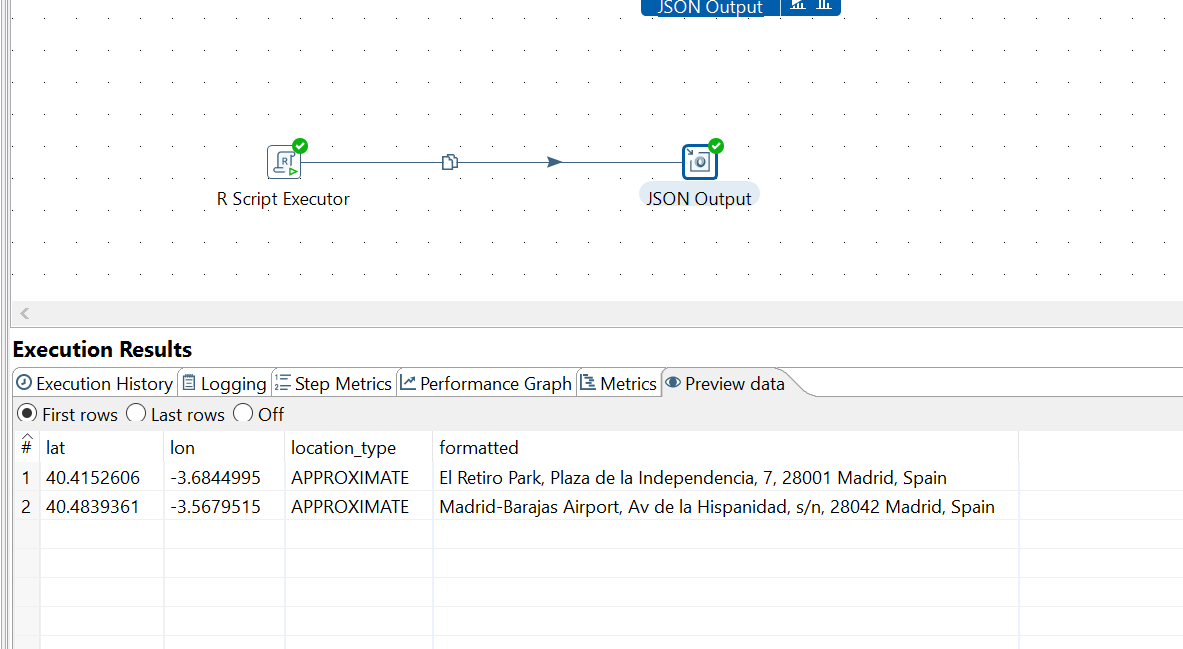 JSON Output
R Script Executor
JSON Output
Execution Results
Execution History Logging Step Metrics Performance Graph Metrics Preview data
First rows Last rows Off
# lat lon location_type formatted
1 40.4152606 -3.6844995 APPROXIMATE El Retiro Park, Plaza de la Independencia, 7, 28001 Madrid, Spain
2 40.4839361 -3.5679515 APPROXIMATE Madrid-Barajas Airport, Av de la Hispanidad, s/n, 28042 Madrid, Spain